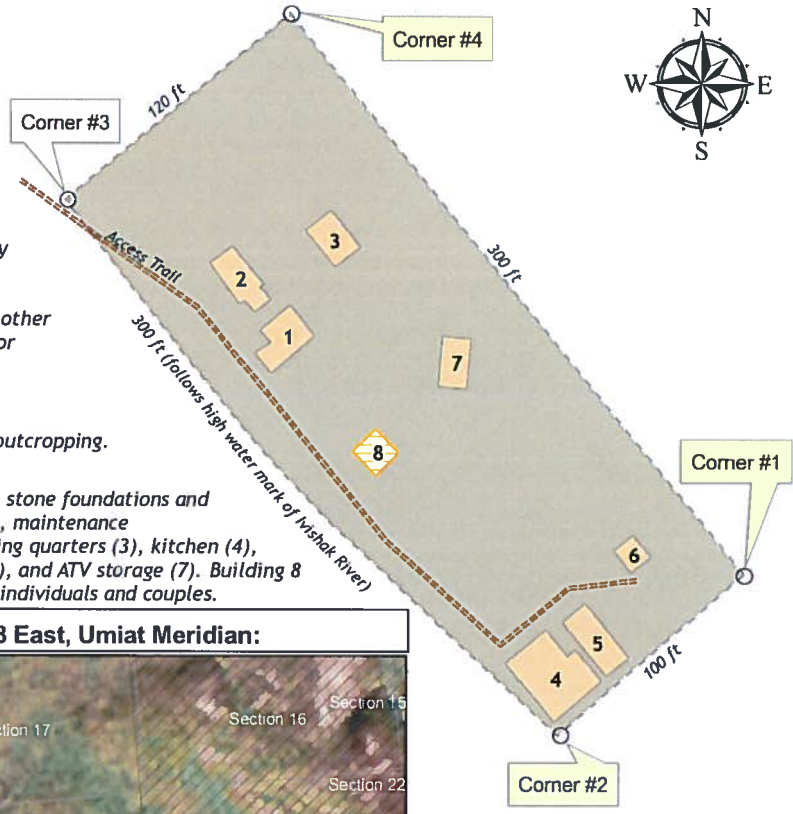 N
W E
S
Corner #4
120 ft
Corner #3
Access Trail
300 ft
3
2
1
7
300 ft (follows high water mark of Ivishak River)
8
Corner #1
6
5
4
100 ft
Corner #2
y
other
or
outcropping.
stone foundations and
, maintenance
ing quarters (3), kitchen (4),
), and ATV storage (7). Building 8
individuals and couples.
8 East, Umiat Meridian:
ction 17
Section 16
Section 15
Section 22